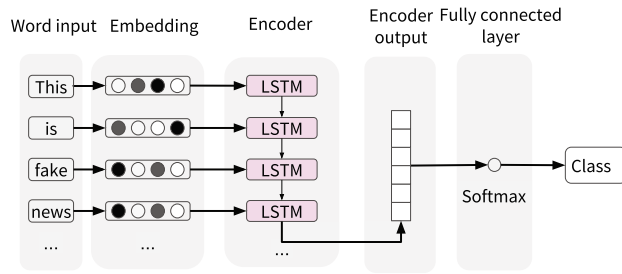 Word input
Embedding
Encoder
Encoder
output
Fully connected
layer
This
LSTM
is
LSTM
fake
LSTM
news
LSTM
...
...
...
Softmax
Class